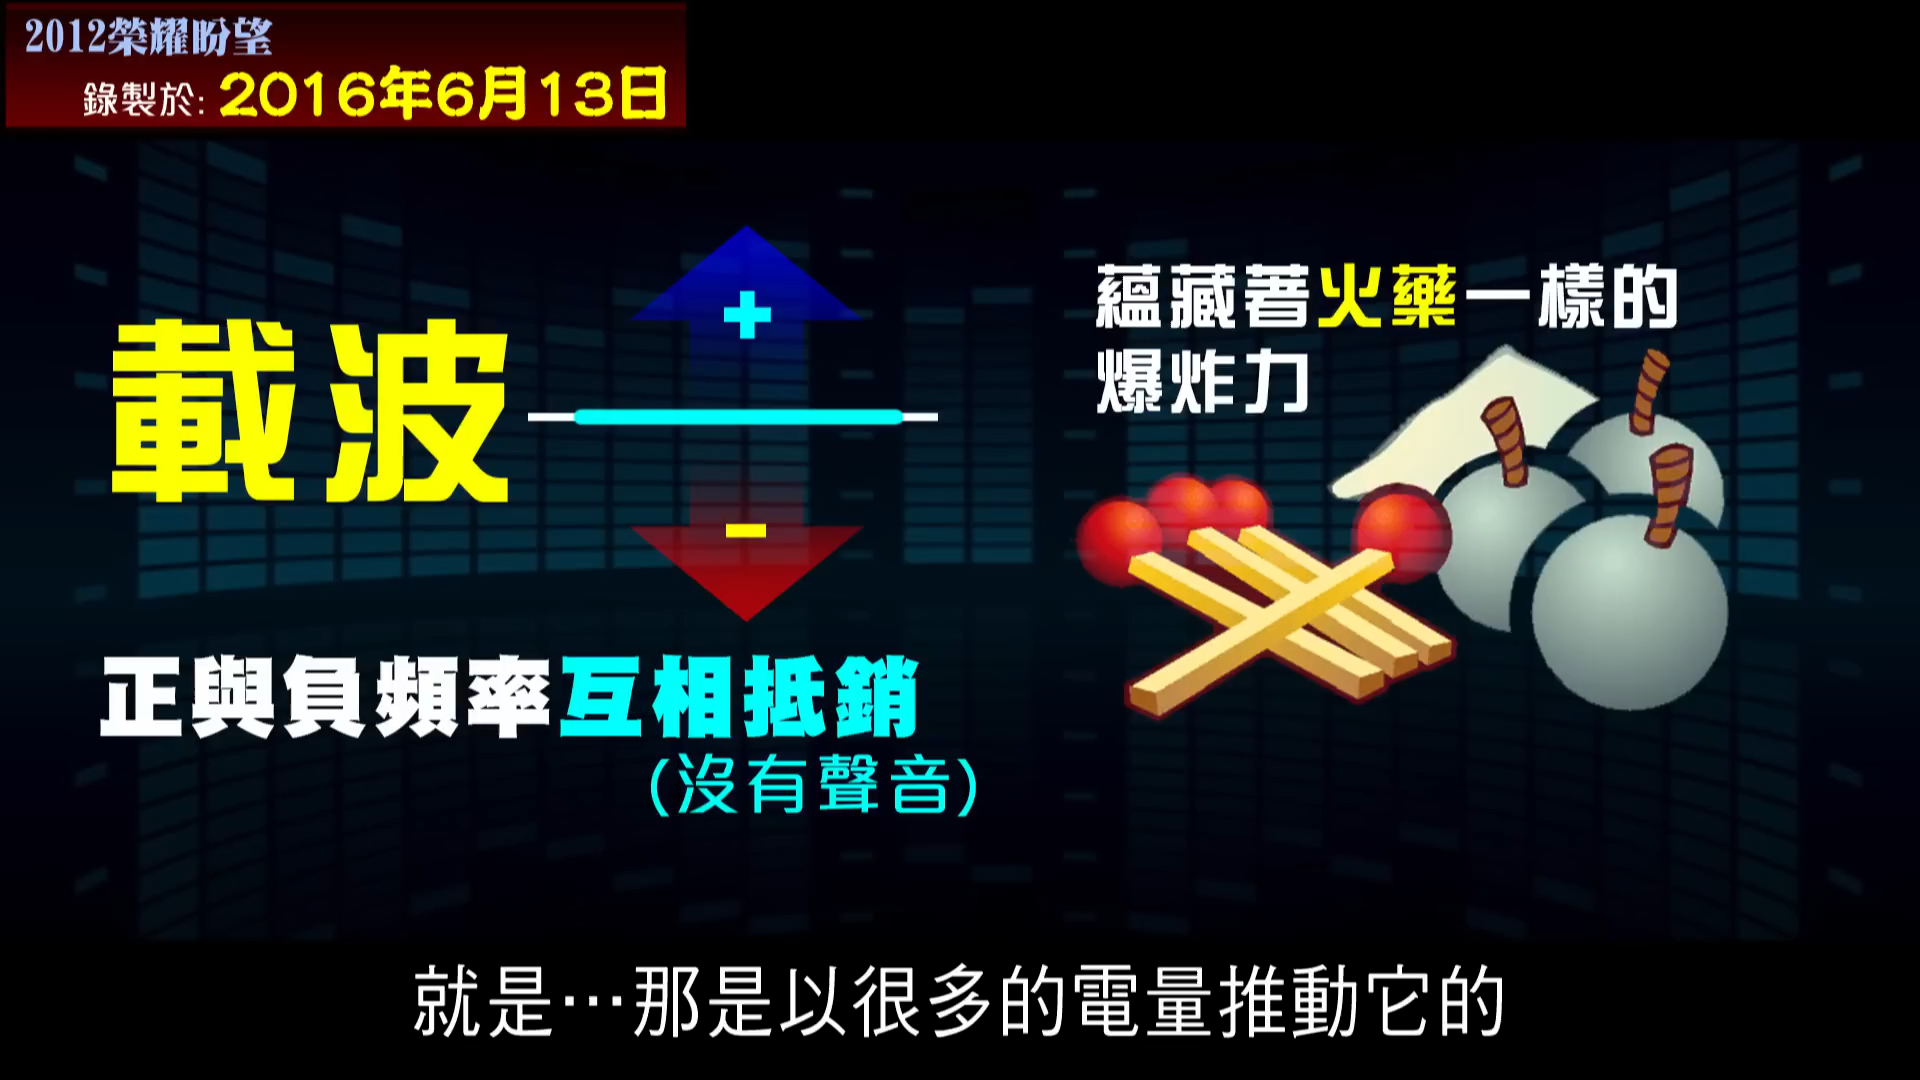 2012榮耀盼望
錄製於: 2016年6月13日
載波
+
-
正與負頻率互相抵銷
(沒有聲音)
蘊藏著火藥一樣的
爆炸力
就是…那是以很多的電量推動它的